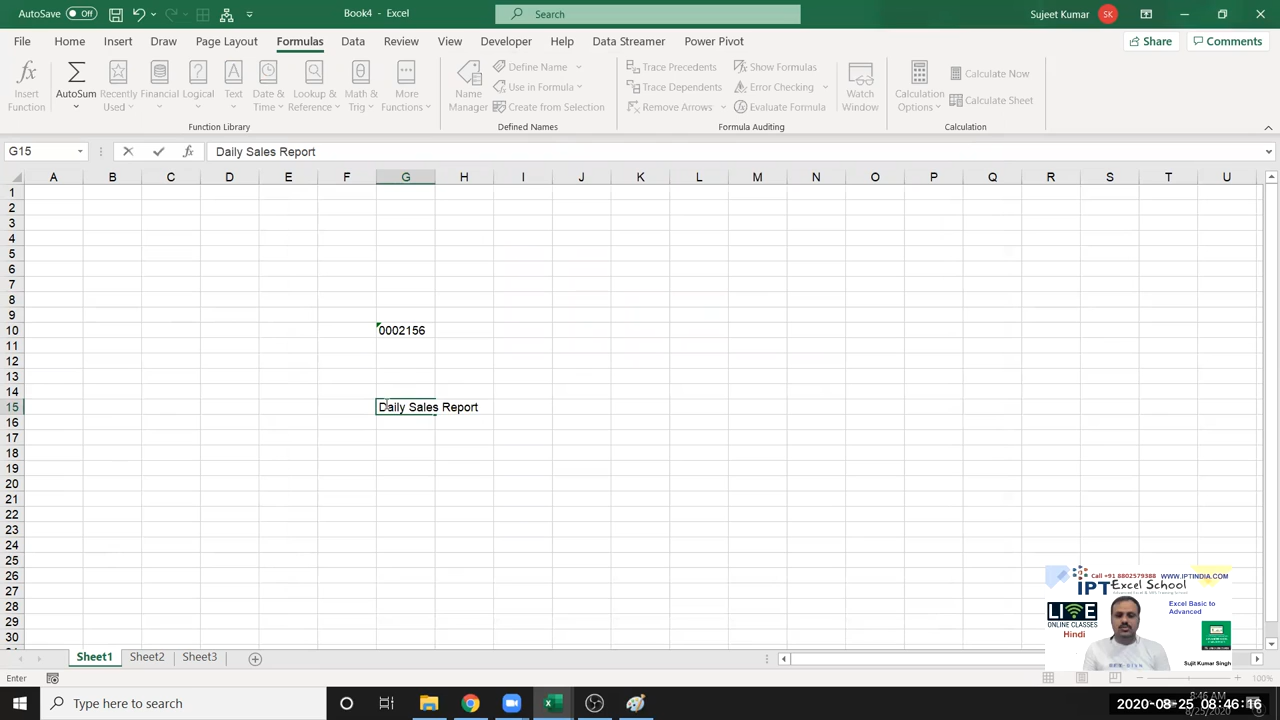 AutoSave Off Book4 - Excel Search Sujeet Kumar SK
File Home Insert Draw Page Layout Formulas Data Review View Developer Help Data Streamer Power Pivot Share Comments
Insert Function
AutoSum
Recently Used
Financial
Logical
Text
Date & Time
Lookup & Reference
Math & Trig
More Functions
Name Manager
Define Name
Use in Formula
Create from Selection
Trace Precedents
Trace Dependents
Remove Arrows
Show Formulas
Error Checking
Evaluate Formula
Watch Window
Calculation Options
Calculate Now
Calculate Sheet
Function Library Defined Names Formula Auditing Calculation
G15 fx Daily Sales Report
A B C D E F G H I J K L M N O P Q R S T U
1
2
3
4
5
6
7
8
9
10 0002156
11
12
13
14
15 Daily Sales Report
16
17
18
19
20
21
22
23
24
25
26
27
28
29
30
Call +91 8802579388 WWW.IPTINDIA.COM
IPT Excel School
LIVE
ONLINE CLASSES
Hindi
Excel Basic to
Advanced
Sujit Kumar Singh
Sheet1 Sheet2 Sheet3
Enter 100%
Type here to search
2020-08-25 08:46:16